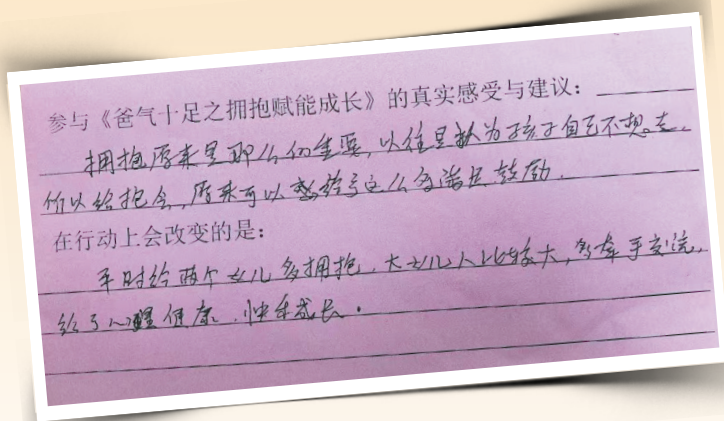 参与《爸气十足之拥抱赋能成长》的真实感受与建议：
拥抱原来是那么的重要，以往是认为孩子自己不想去，
所以给抱会，原来可以给予这么多满足鼓励．
在行动上会改变的是：
平时给两个女儿多拥抱．大女儿人比较大，多牵手交流，
给予心健康．快乐成长．